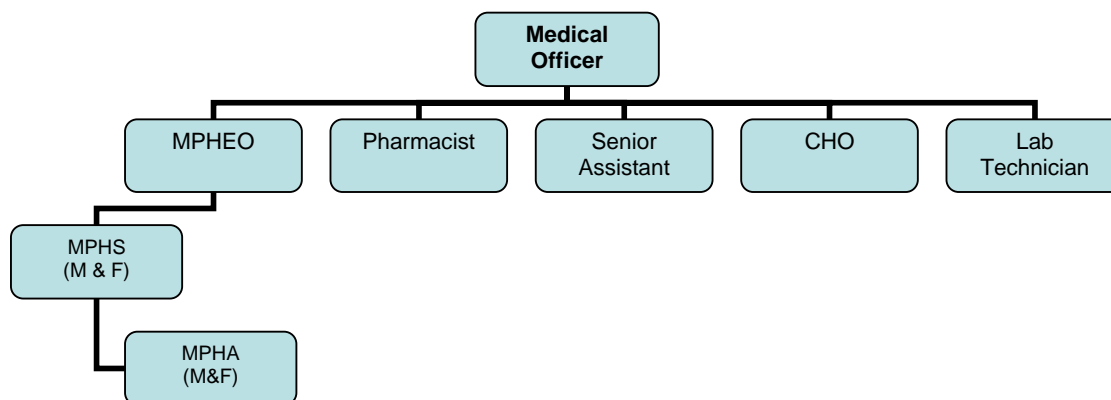 Medical
Officer
MPHEO
Pharmacist
Senior
Assistant
CHO
Lab
Technician
MPHS
(M & F)
MPHA
(M&F)